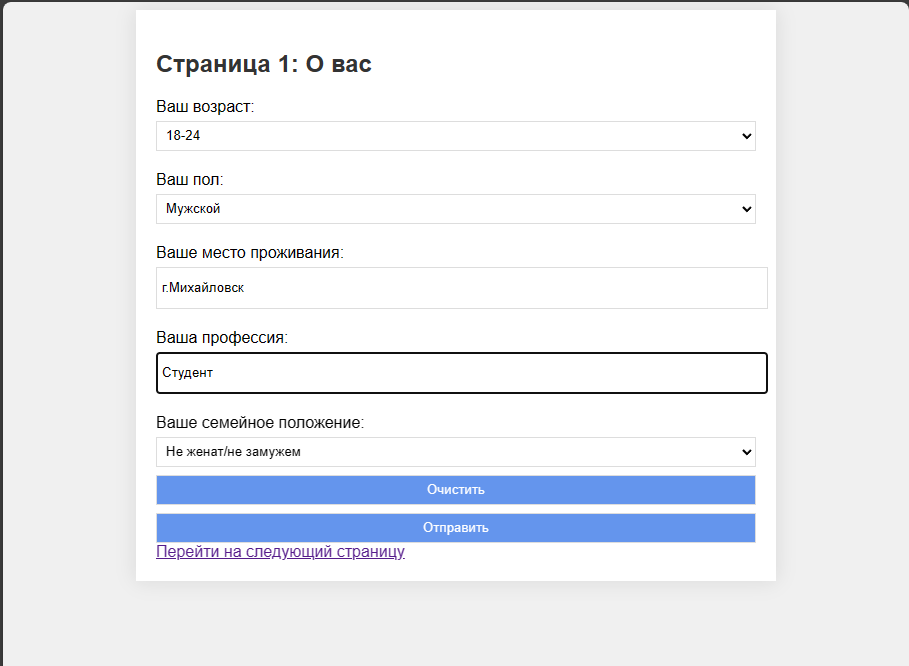 Страница 1: О вас
Ваш возраст:
18-24
Ваш пол:
Мужской
Ваше место проживания:
г.Михайловск
Ваша профессия:
Студент
Ваше семейное положение:
Не женат/не замужем
Очистить
Отправить
Перейти на следующий страницу